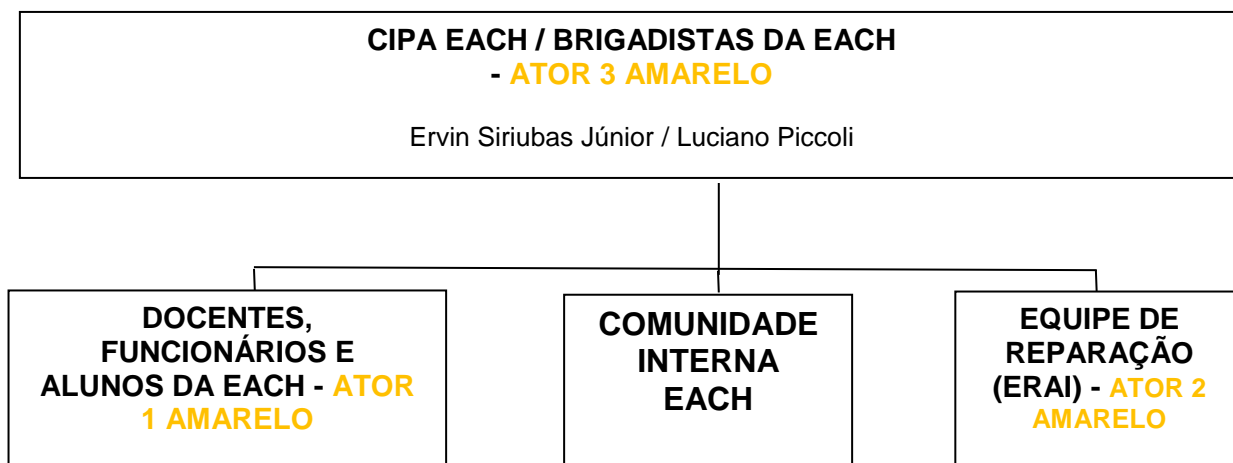 CIPA EACH / BRIGADISTAS DA EACH
- ATOR 3 AMARELO
Ervin Siriubas Júnior / Luciano Piccoli
DOCENTES,
FUNCIONÁRIOS E
ALUNOS DA EACH - ATOR
1 AMARELO
COMUNIDADE
INTERNA
EACH
EQUIPE DE
REPARAÇÃO
(ERAI) - ATOR 2
AMARELO